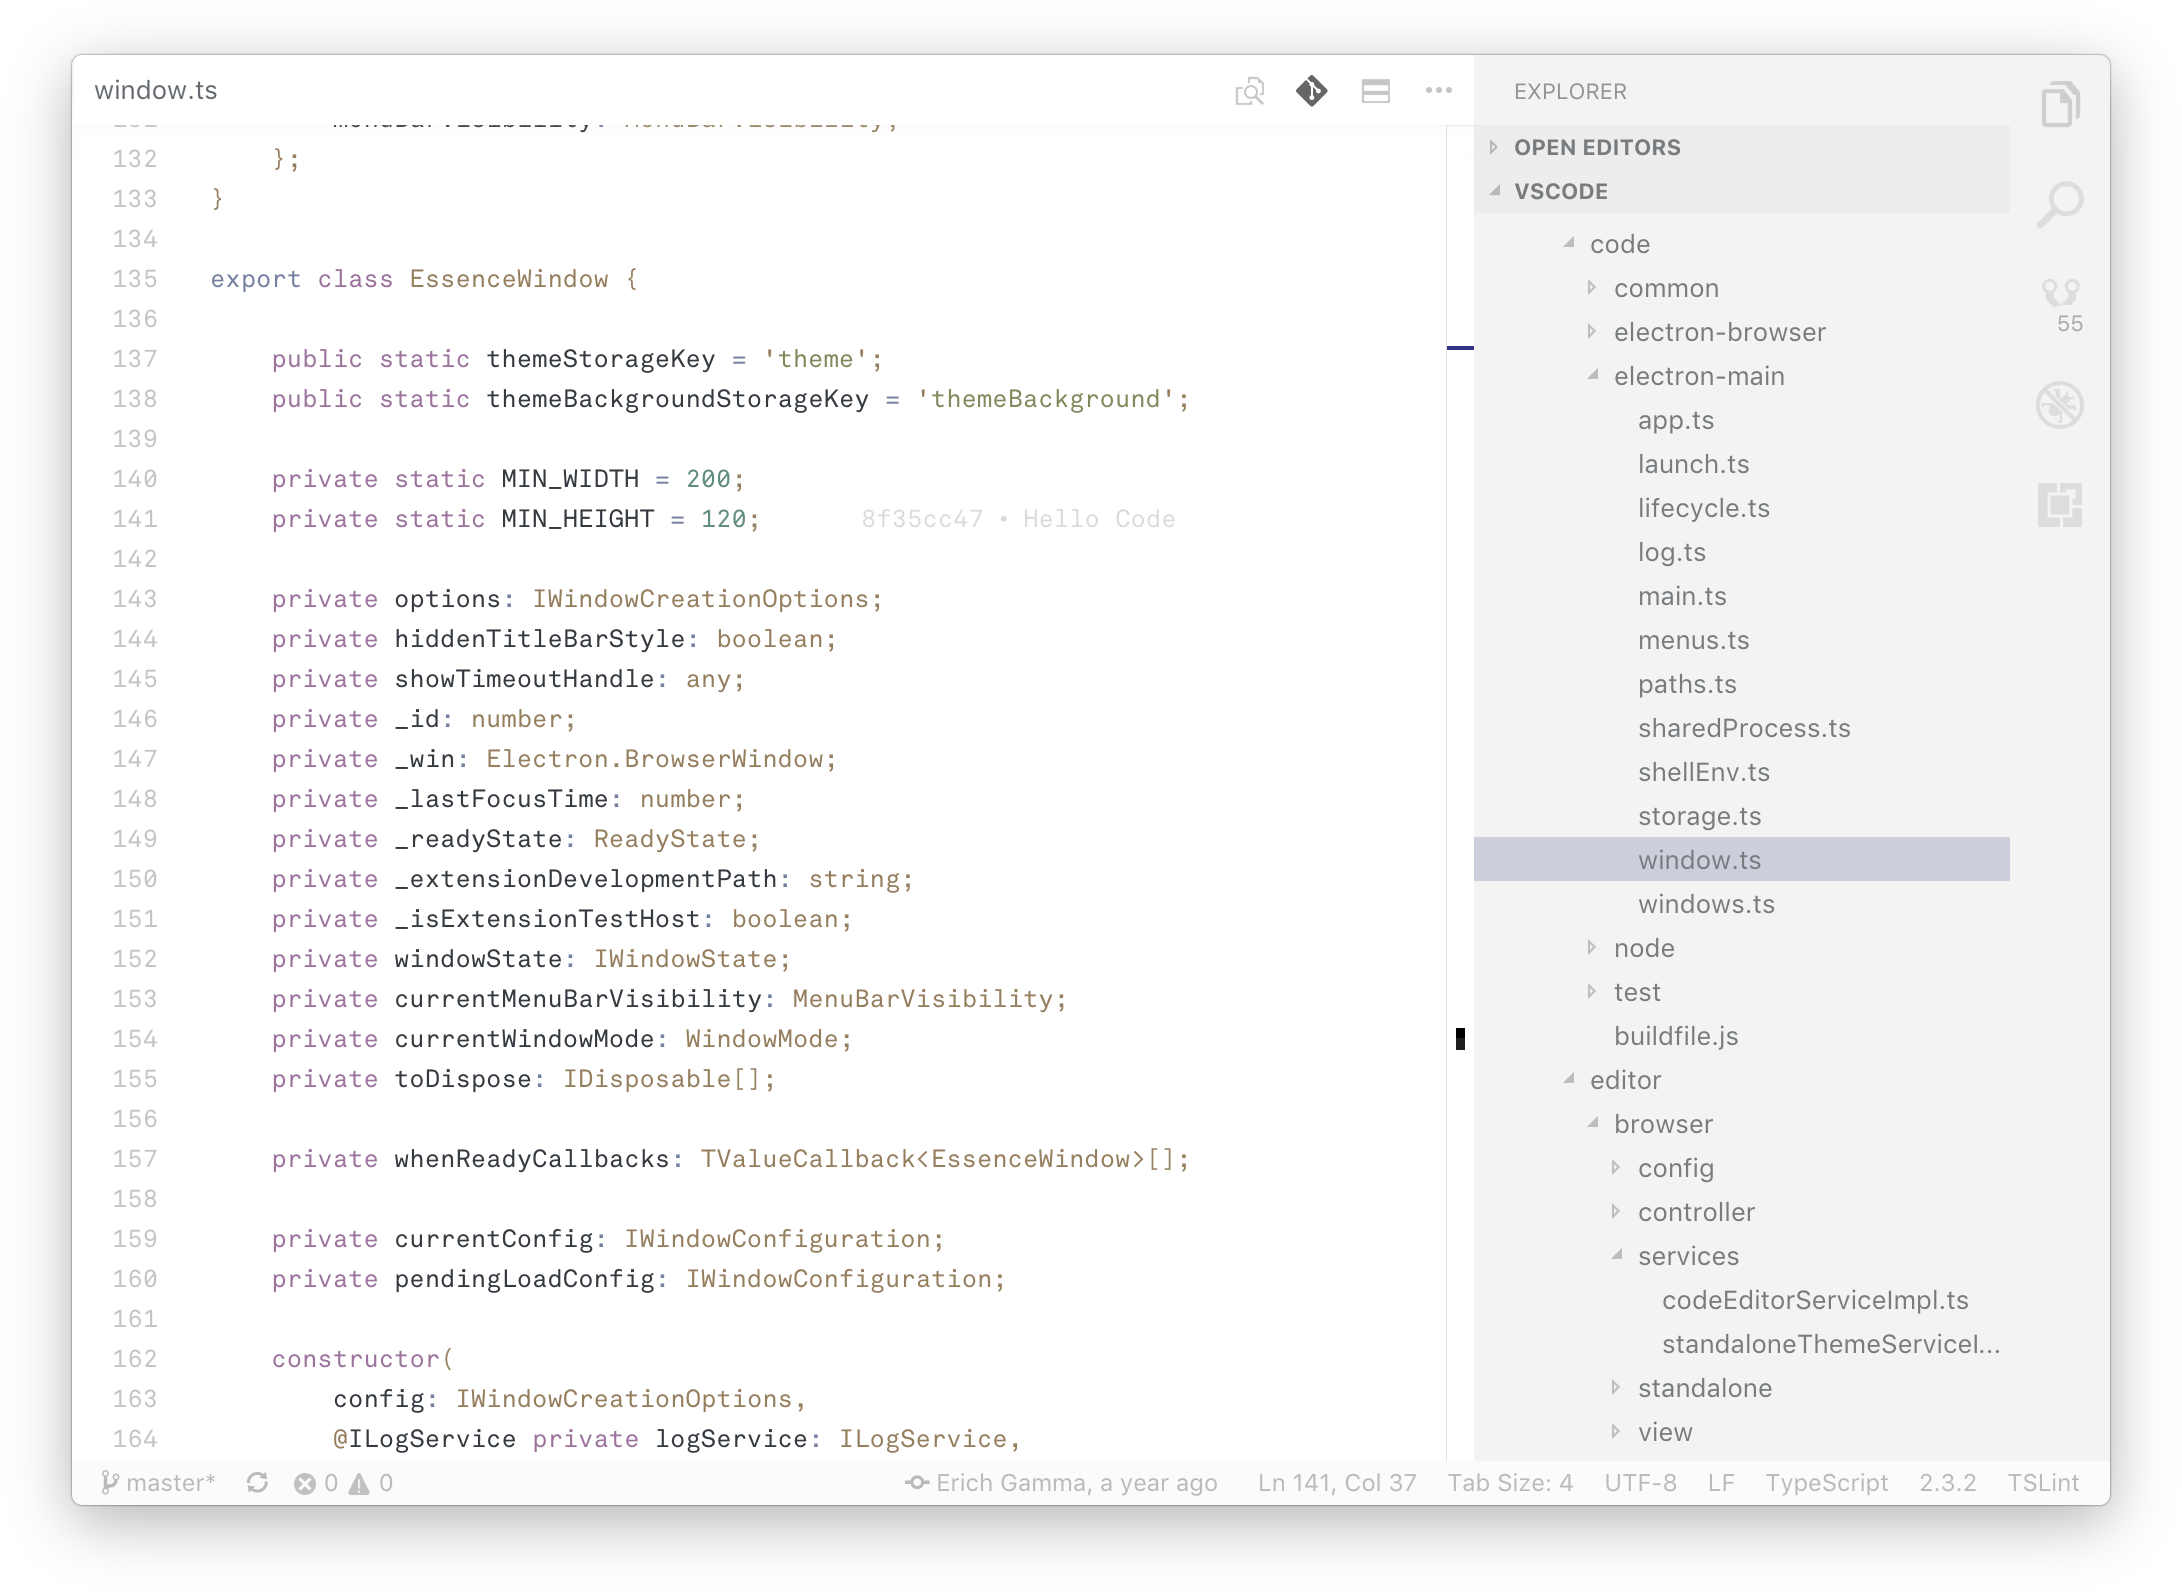 window.ts
132     };
133 }
134
135 export class EssenceWindow {
136
137     public static themeStorageKey = 'theme';
138     public static themeBackgroundStorageKey = 'themeBackground';
139
140     private static MIN_WIDTH = 200;
141     private static MIN_HEIGHT = 120; 8f35cc47 • Hello Code
142
143     private options: IWindowCreationOptions;
144     private hiddenTitleBarStyle: boolean;
145     private showTimeoutHandle: any;
146     private _id: number;
147     private _win: Electron.BrowserWindow;
148     private _lastFocusTime: number;
149     private _readyState: ReadyState;
150     private _extensionDevelopmentPath: string;
151     private _isExtensionTestHost: boolean;
152     private windowState: IWindowState;
153     private currentMenuBarVisibility: MenuBarVisibility;
154     private currentWindowMode: WindowMode;
155     private toDispose: IDisposable[];
156
157     private whenReadyCallbacks: TValueCallback<EssenceWindow>[];
158
159     private currentConfig: IWindowConfiguration;
160     private pendingLoadConfig: IWindowConfiguration;
161
162     constructor(
163         config: IWindowCreationOptions,
164         @ILogService private logService: ILogService,
EXPLORER
OPEN EDITORS
VSCODE
code
common
electron-browser
electron-main
app.ts
launch.ts
lifecycle.ts
log.ts
main.ts
menus.ts
paths.ts
sharedProcess.ts
shellEnv.ts
storage.ts
window.ts
windows.ts
node
test
buildfile.js
editor
browser
config
controller
services
codeEditorServiceImpl.ts
standaloneThemeServiceI...
standalone
view
55
master* 0 0 Erich Gamma, a year ago Ln 141, Col 37 Tab Size: 4 UTF-8 LF TypeScript 2.3.2 TSLint